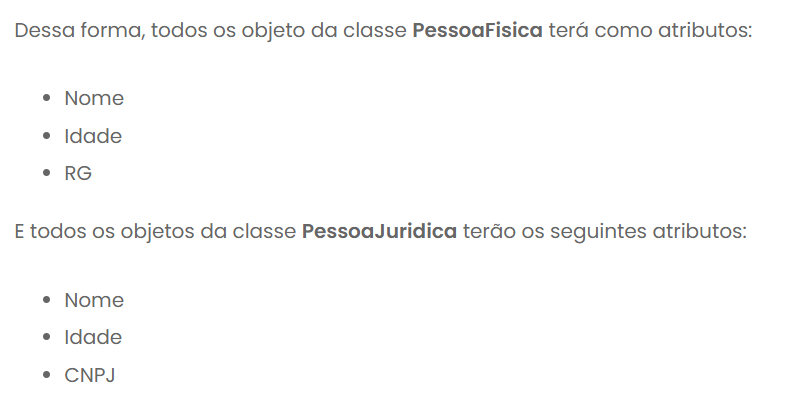 Dessa forma, todos os objeto da classe PessoaFisica terá como atributos:
• Nome
• Idade
• RG
E todos os objetos da classe PessoaJuridica terão os seguintes atributos:
• Nome
• Idade
• CNPJ